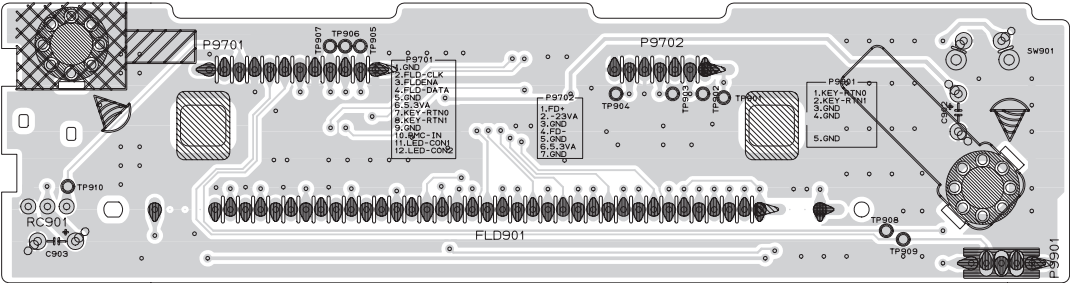 P9701
TP907
TP906
TP905
P9701
1.GND
2.FLD-CLK
3.FLDENA
4.FLD-DATA
5.GND
6.5.3VA
7.KEY-RTN0
8.KEY-RTN1
9.GND
10.RMC-IN
11.LED-CON1
12.LED-CON2
P9702
TP904
TP903
TP902
TP901
P9702
1.FD+
2.-23VA
3.GND
4.FD-
5.GND
6.5.3VA
7.GND
P9901
1.KEY-RTN0
2.KEY-RTN1
3.GND
4.GND
5.GND
SW901
TP910
RC901
C903
FLD901
TP908
TP909
P9901